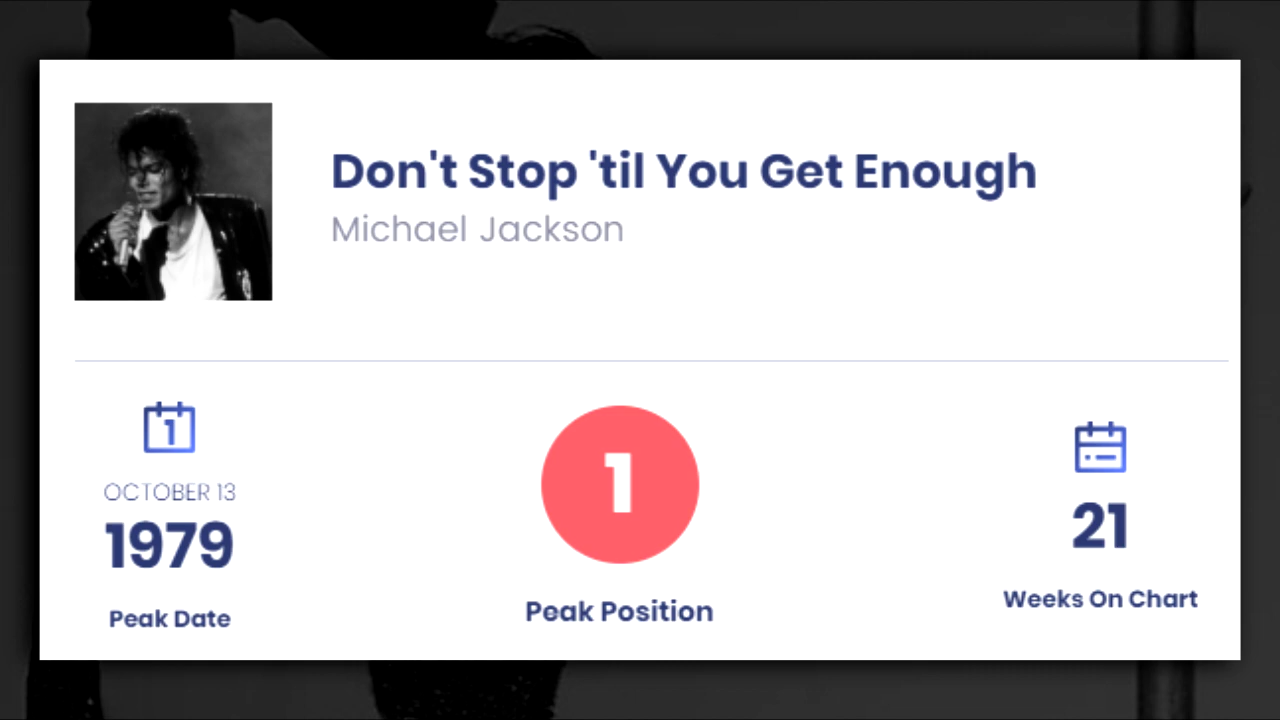 Don't Stop 'til You Get Enough
Michael Jackson
1
OCTOBER 13
1979
Peak Date
1
Peak Position
21
Weeks On Chart